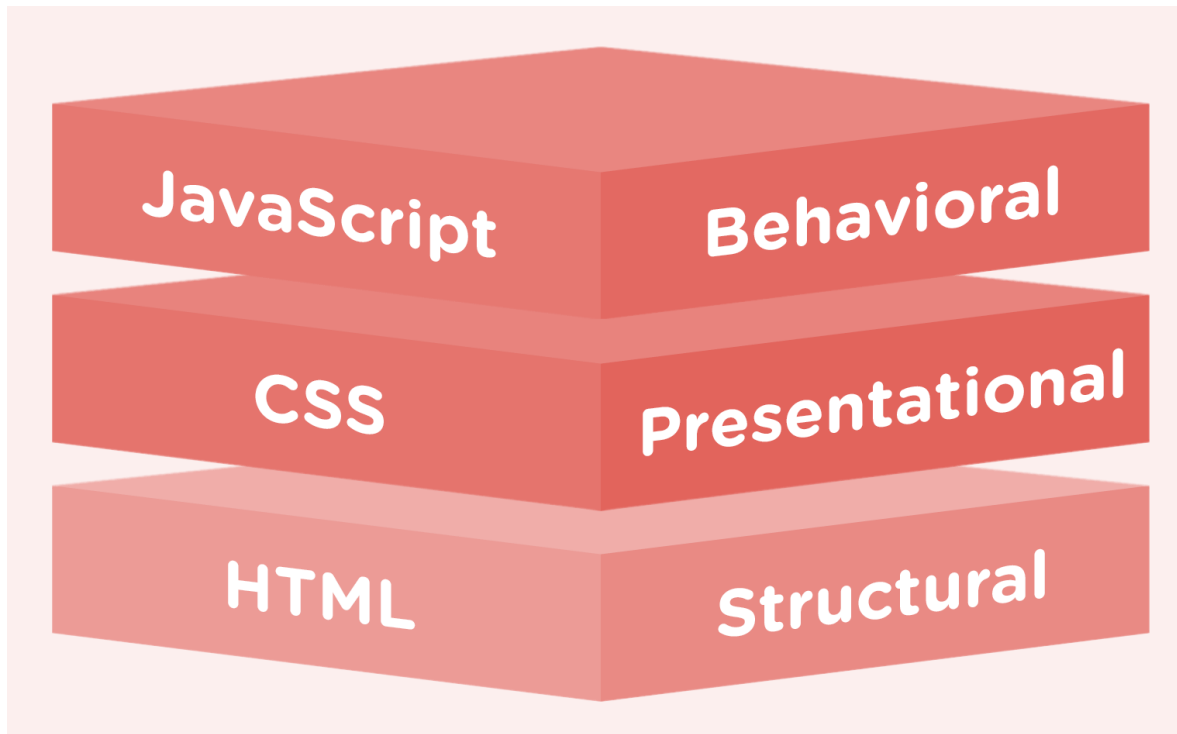 JavaScript
Behavioral
CSS
Presentational
HTML
Structural